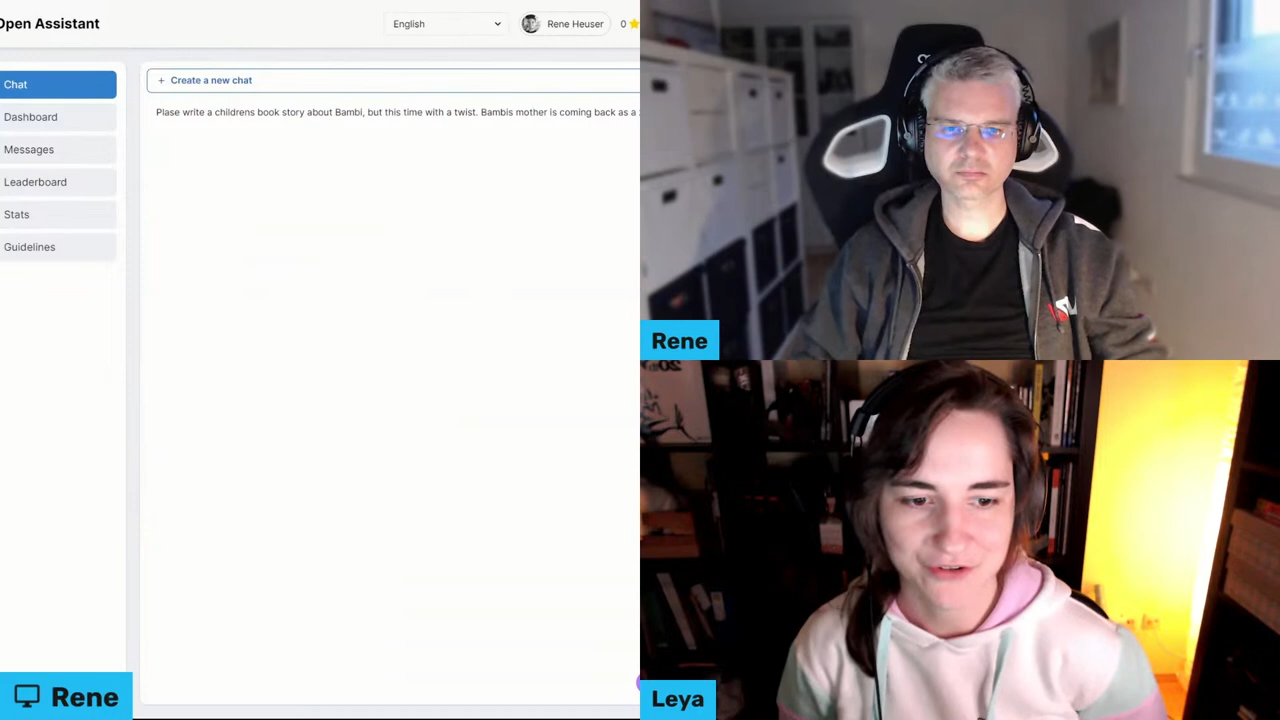 Open Assistant
English
Rene Heuser
0
Chat
Dashboard
Messages
Leaderboard
Stats
Guidelines
+ Create a new chat
Plase write a childrens book story about Bambi, but this time with a twist. Bambis mother is coming back as a
Rene
Rene
Leya